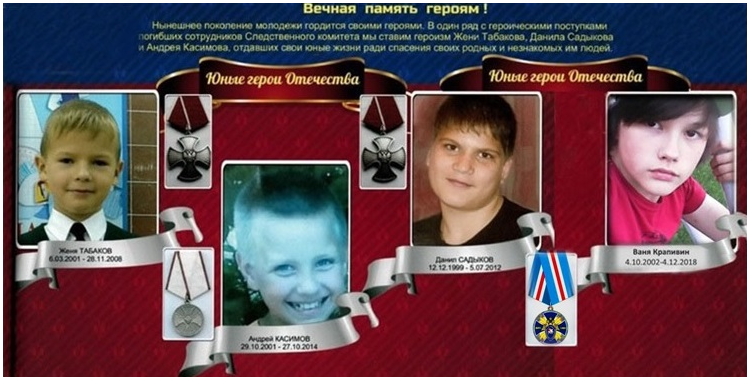 Вечная память героям !
Нынешнее поколение молодежи гордится своими героями. В один ряд с героическими поступками
погибших сотрудников Следственного комитета мы ставим героизм Жени Табакова, Данила Садыкова
и Андрея Касимова, отдавших свои юные жизни ради спасения своих родных и незнакомых им людей.
Юные герои Отечества
Юные герои Отечества
Женя ТАБАКОВ
6.03.2001 - 28.11.2008
Андрей КАСИМОВ
29.10.2001 - 27.10.2014
Данил САДЫКОВ
12.12.1999 - 5.07.2012
Ваня Крапивин
4.10.2002-4.12.2018